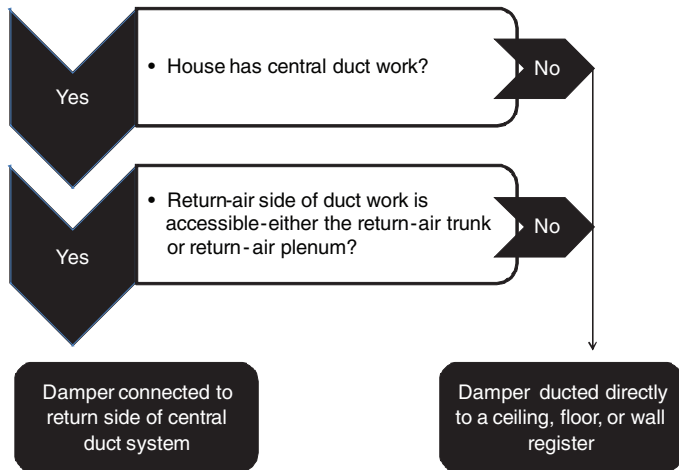 Yes
• House has central duct work?
No
Yes
• Return-air side of duct work is
accessible-either the return-air trunk
or return-air plenum?
No
Damper connected to
return side of central
duct system
Damper ducted directly
to a ceiling, floor, or wall
register